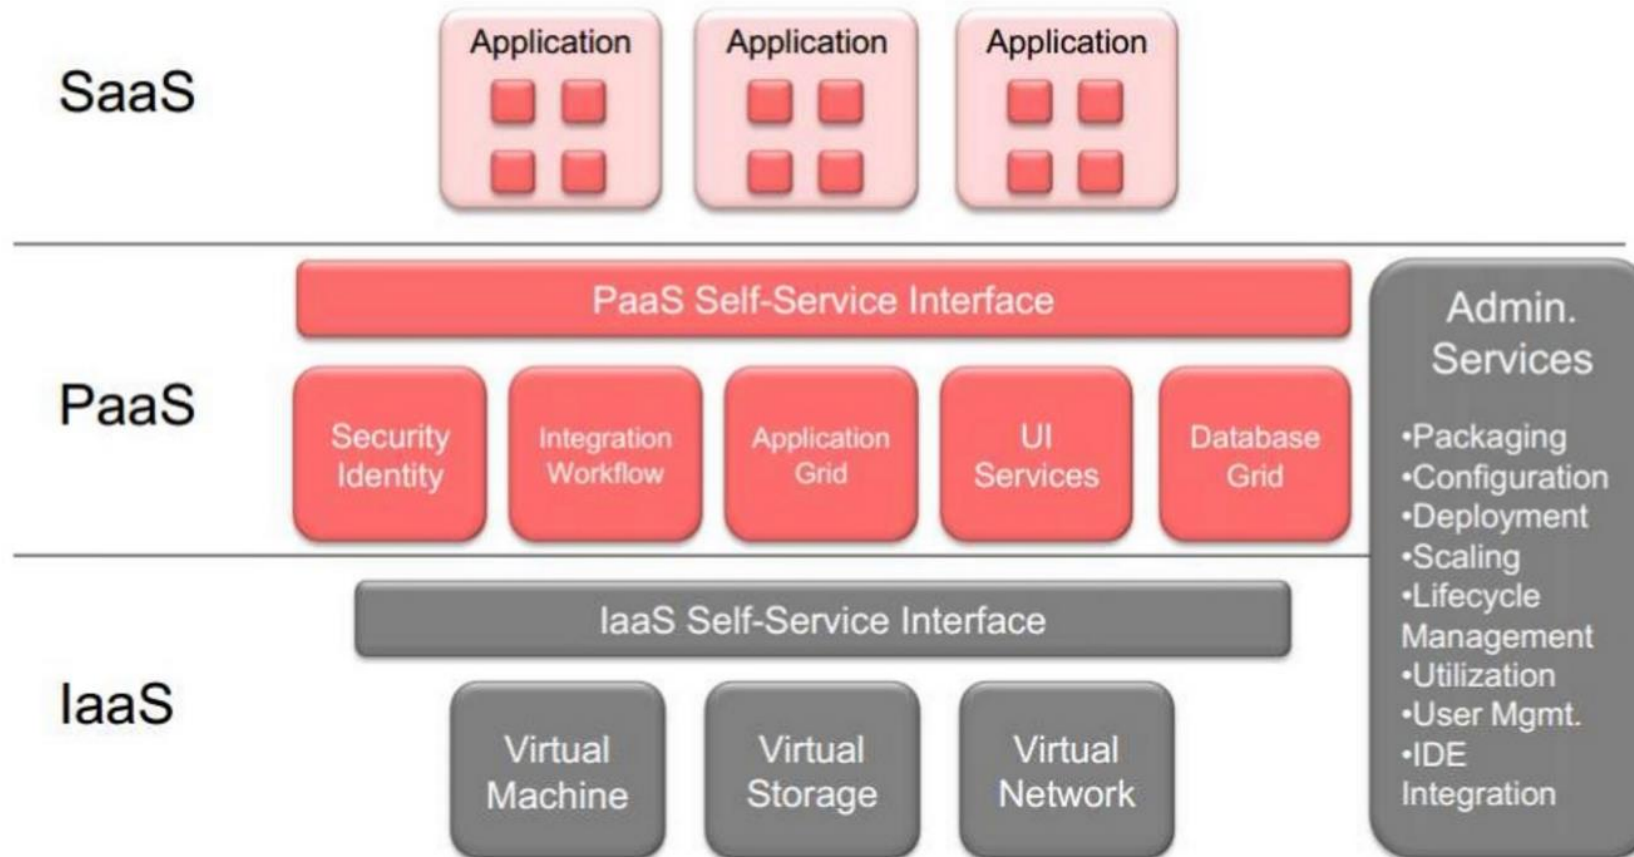 SaaS
Application
Application
Application
PaaS
PaaS Self-Service Interface
Security
Identity
Integration
Workflow
Application
Grid
UI
Services
Database
Grid
Admin.
Services
•Packaging
•Configuration
•Deployment
•Scaling
•Lifecycle
Management
•Utilization
•User Mgmt.
•IDE
Integration
IaaS
IaaS Self-Service Interface
Virtual
Machine
Virtual
Storage
Virtual
Network